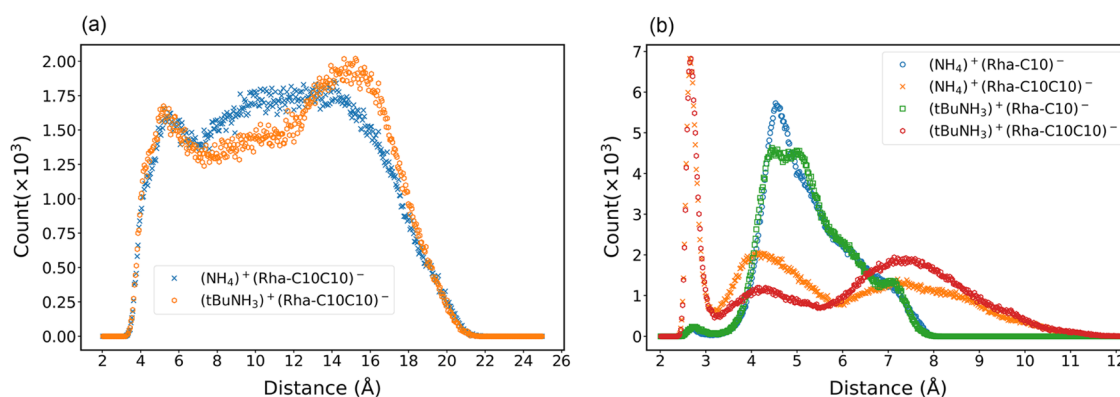 (a)
2.00
1.75
1.50
1.25
1.00
0.75
0.50
0.25
0.00
Count(×10³)
(NH₄)⁺(Rha-C10C10)⁻
(tBuNH₃)⁺(Rha-C10C10)⁻
2 4 6 8 10 12 14 16 18 20 22 24 26
Distance (Å)
(b)
7
6
5
4
3
2
1
0
Count(×10³)
(NH₄)⁺(Rha-C10)⁻
(NH₄)⁺(Rha-C10C10)⁻
(tBuNH₃)⁺(Rha-C10)⁻
(tBuNH₃)⁺(Rha-C10C10)⁻
2 3 4 5 6 7 8 9 10 11 12
Distance (Å)